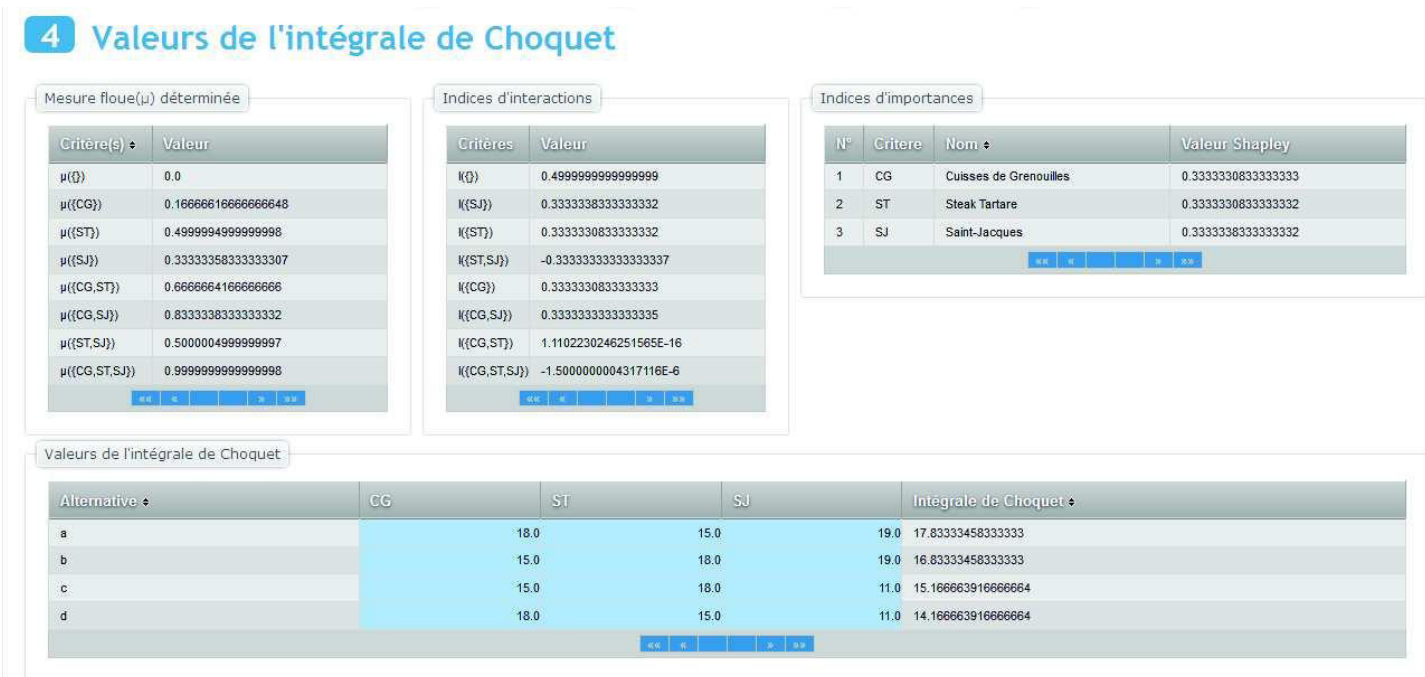 4 Valeurs de l'intégrale de Choquet
Mesure floue(μ) déterminée
Critère(s) Valeur
μ({}) 0.0
μ({CG}) 0.16666616666666648
μ({ST}) 0.4999994999999998
μ({SJ}) 0.33333358333333307
μ({CG,ST}) 0.6666664166666666
μ({CG,SJ}) 0.8333338333333332
μ({ST,SJ}) 0.5000004999999997
μ({CG,ST,SJ}) 0.9999999999999998
«« « » »»
Indices d'interactions
Critères Valeur
I({}) 0.4999999999999999
I({SJ}) 0.3333338333333332
I({ST}) 0.3333330833333332
I({ST,SJ}) -0.33333333333333337
I({CG}) 0.3333330833333333
I({CG,SJ}) 0.3333333333333335
I({CG,ST}) 1.1102230246251565E-16
I({CG,ST,SJ}) -1.5000000004317116E-6
«« « » »»
Indices d'importances
N° Critere Nom Valeur Shapley
1 CG Cuisses de Grenouilles 0.3333330833333333
2 ST Steak Tartare 0.3333330833333332
3 SJ Saint-Jacques 0.3333338333333332
«« « » »»
Valeurs de l'intégrale de Choquet
Alternative CG ST SJ Intégrale de Choquet
a 18.0 15.0 19.0 17.83333458333333
b 15.0 18.0 19.0 16.83333458333333
c 15.0 18.0 11.0 15.166663916666664
d 18.0 15.0 11.0 14.166663916666664
«« « » »»